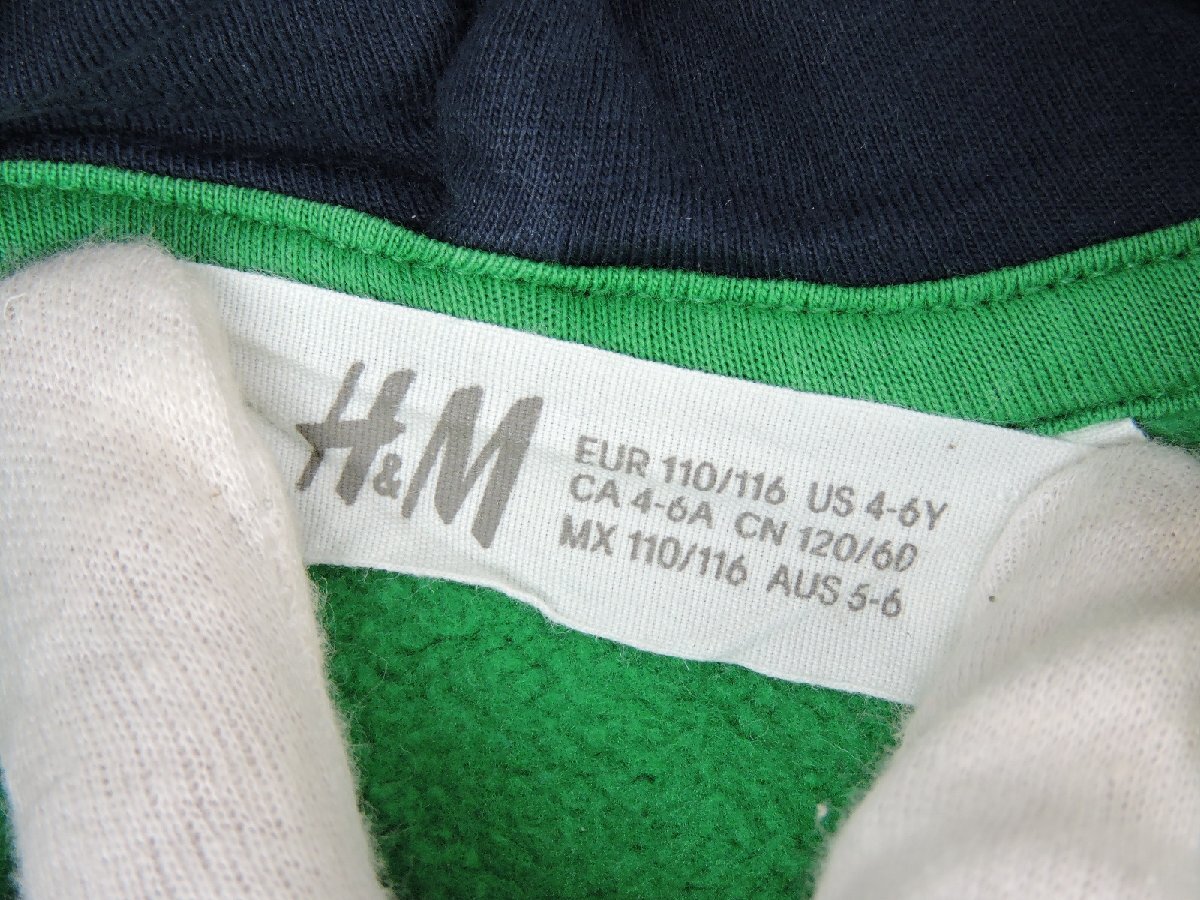 H&M
EUR 110/116 US 4-6Y
CA 4-6A CN 120/60
MX 110/116 AUS 5-6